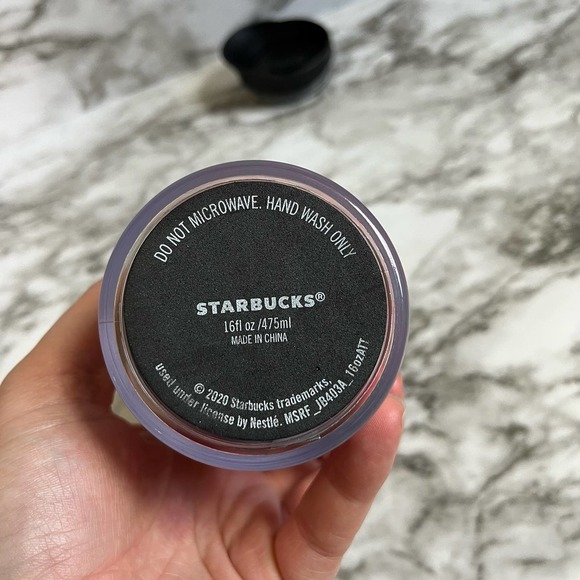 DO NOT MICROWAVE. HAND WASH ONLY
STARBUCKS®
16fl oz/475ml
MADE IN CHINA
© 2020 Starbucks trademarks,
used under license by Nestlé. MSRF_JB403A_16ozATT